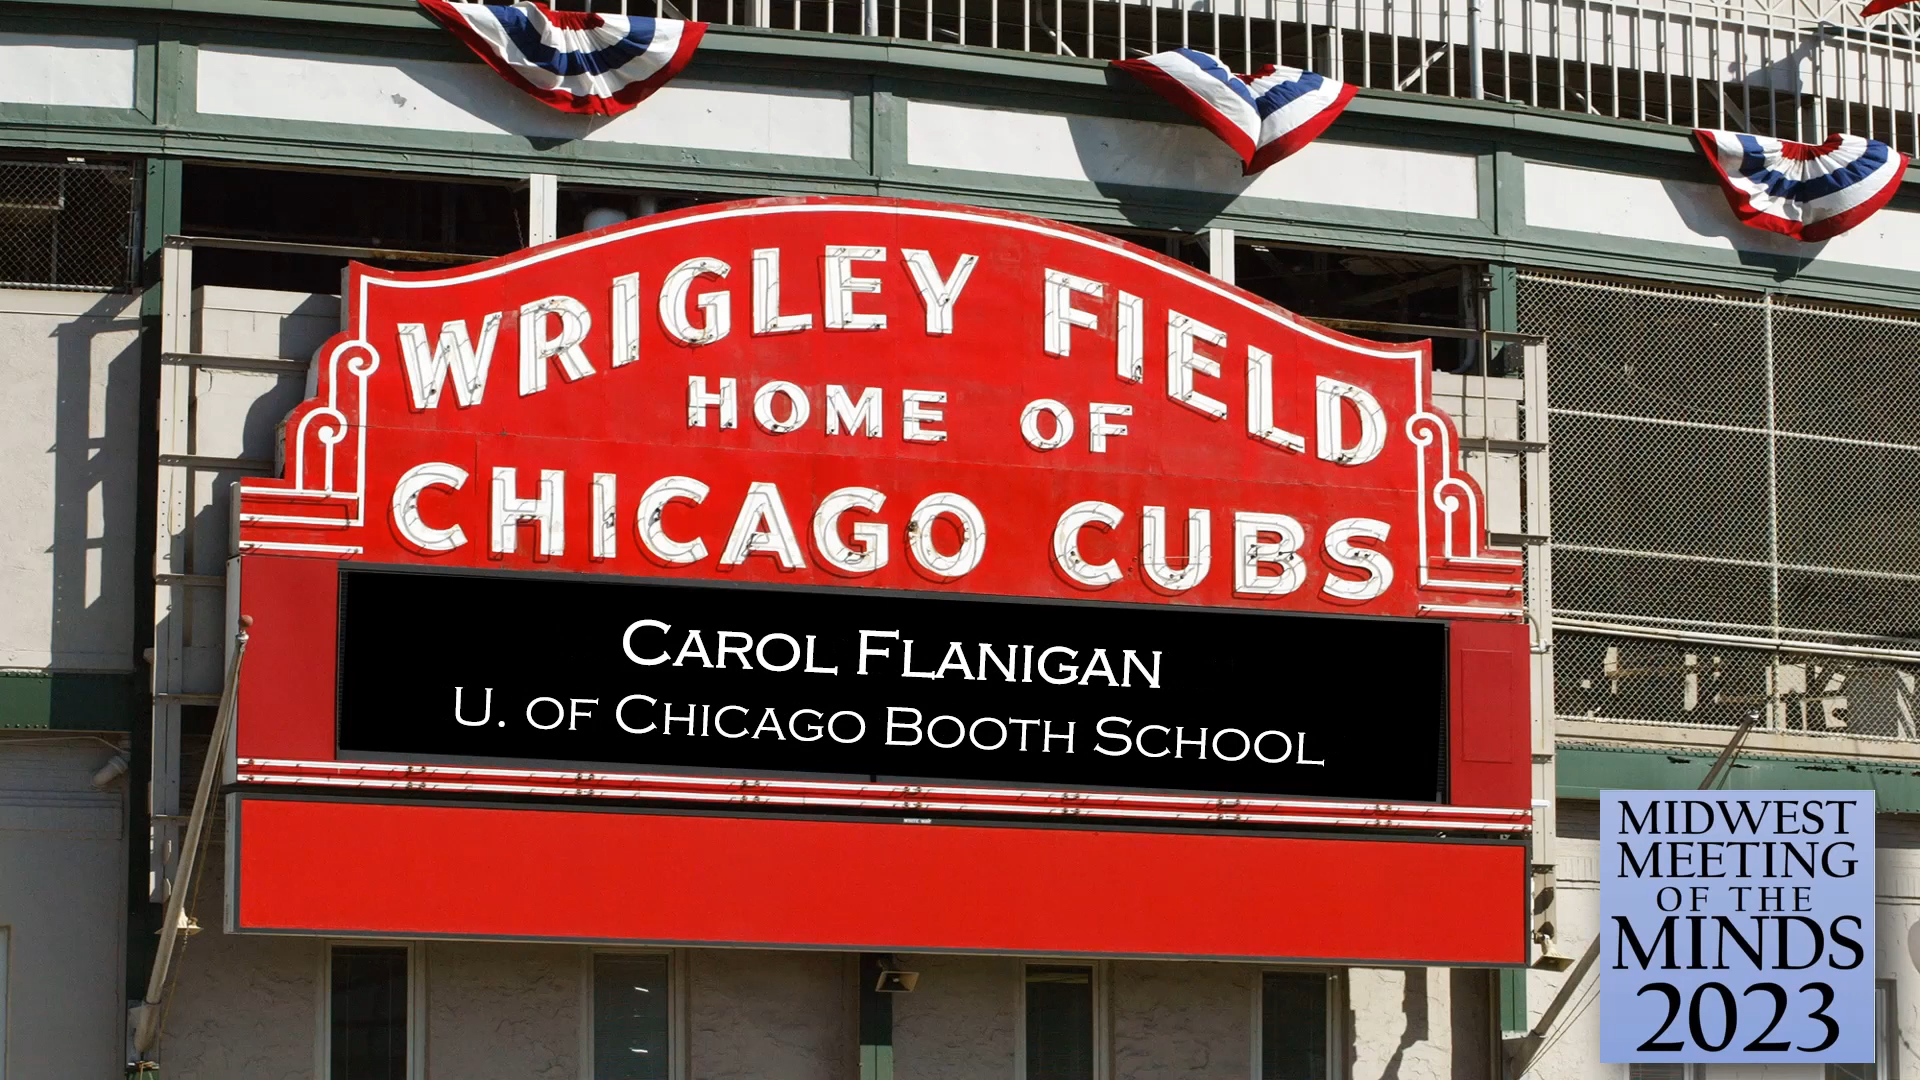 WRIGLEY FIELD
HOME OF
CHICAGO CUBS
CAROL FLANIGAN
U. OF CHICAGO BOOTH SCHOOL
MIDWEST
MEETING
OF THE
MINDS
2023